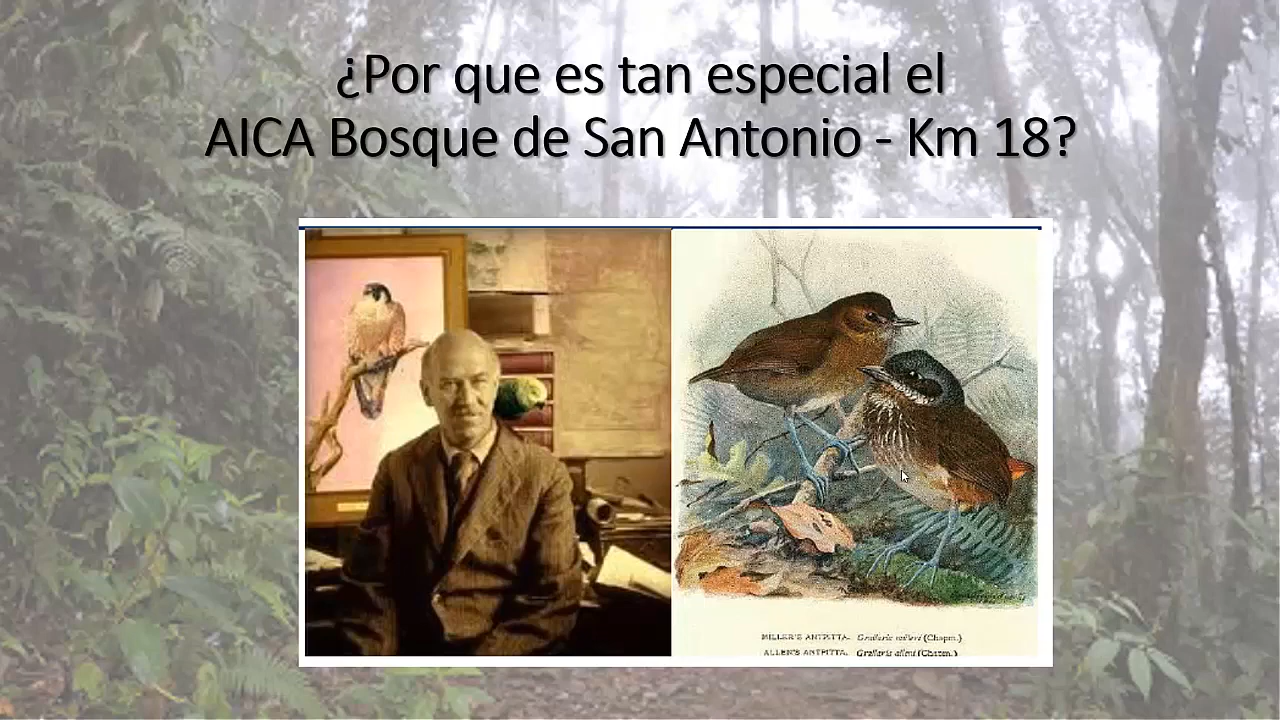 ¿Por que es tan especial el
AICA Bosque de San Antonio - Km 18?
MILLER'S ANTPITTA. Grallaria milleri (Chapm.)
ALLEN'S ANTPITTA. Grallaria alleni (Chapm.)